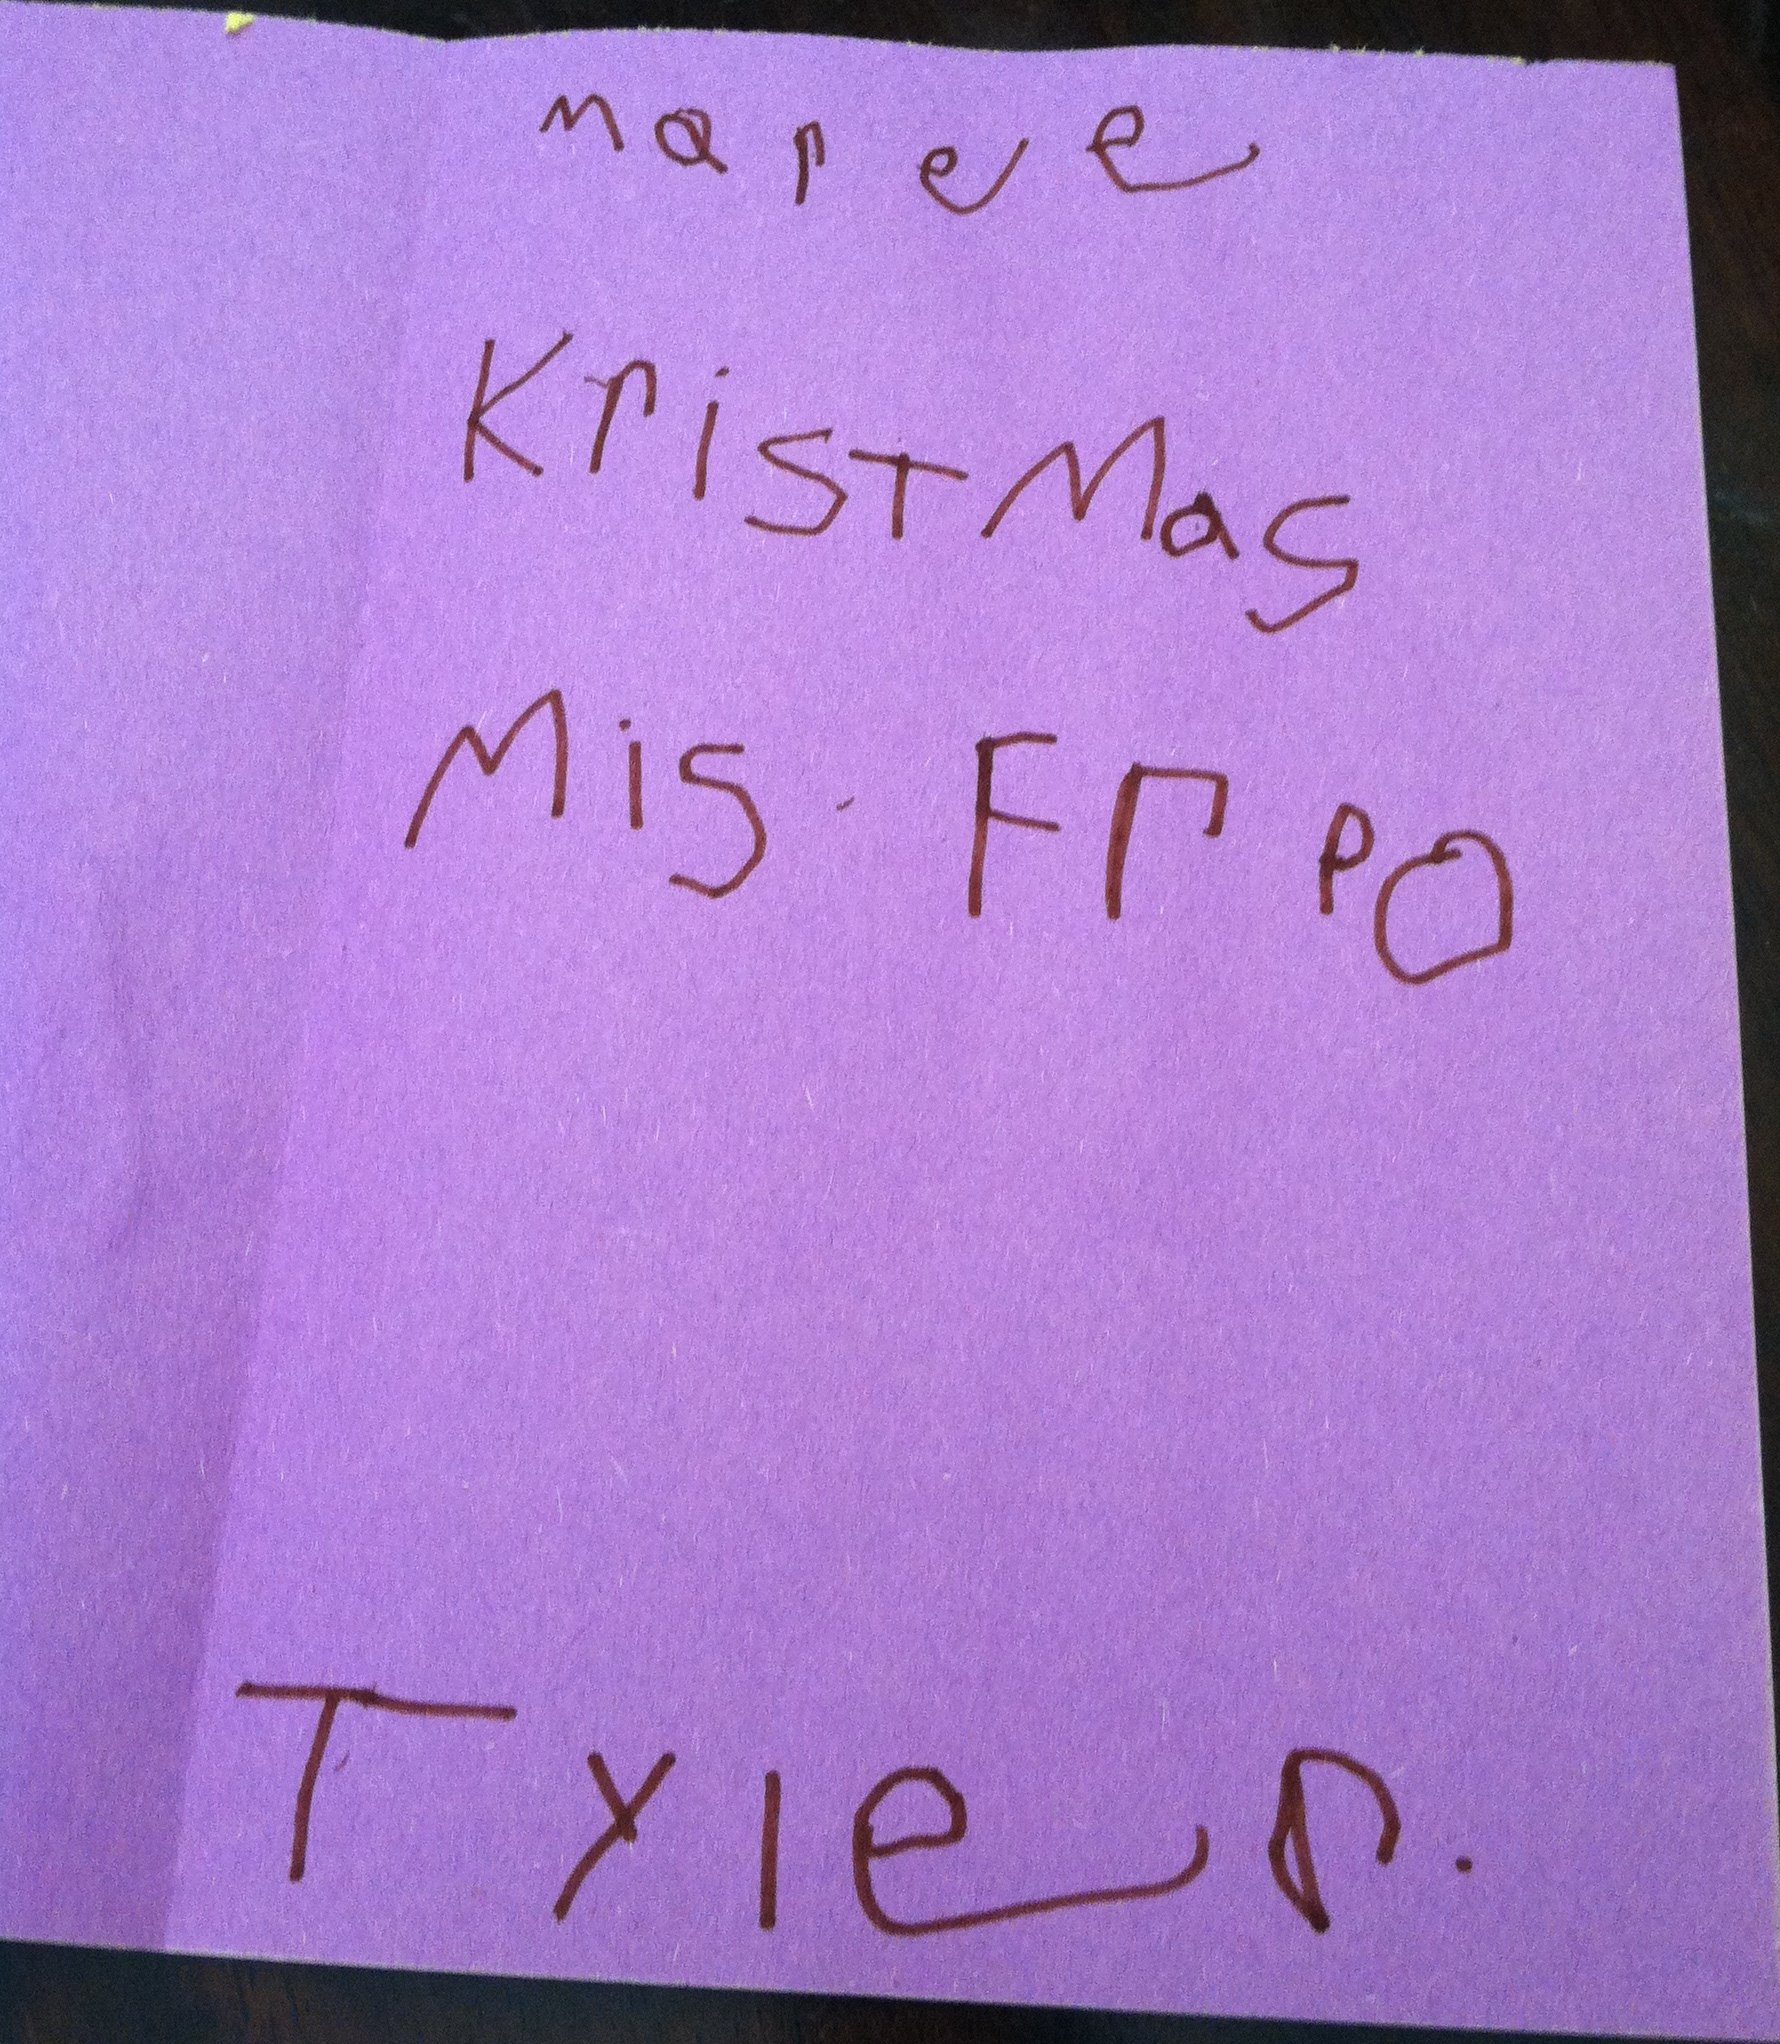 maree
KrisTMas
Mis. Frpo
Tyler.